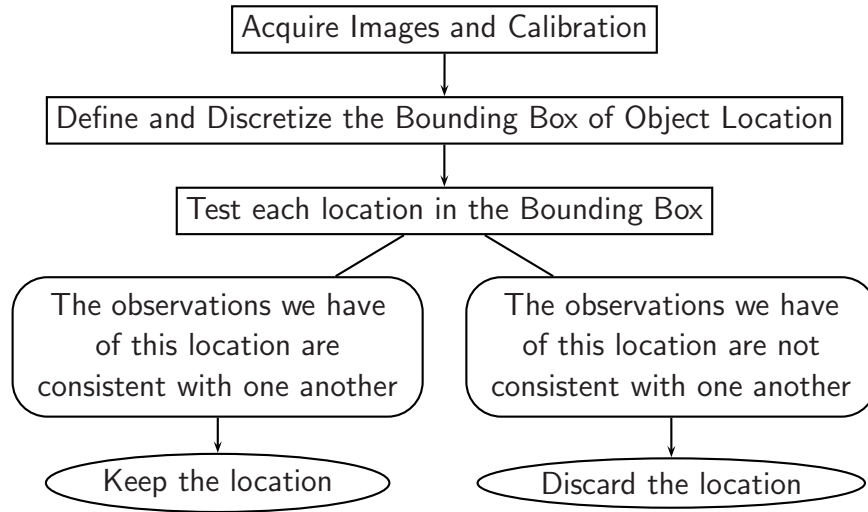 Acquire Images and Calibration
Define and Discretize the Bounding Box of Object Location
Test each location in the Bounding Box
The observations we have
of this location are
consistent with one another
The observations we have
of this location are not
consistent with one another
Keep the location
Discard the location